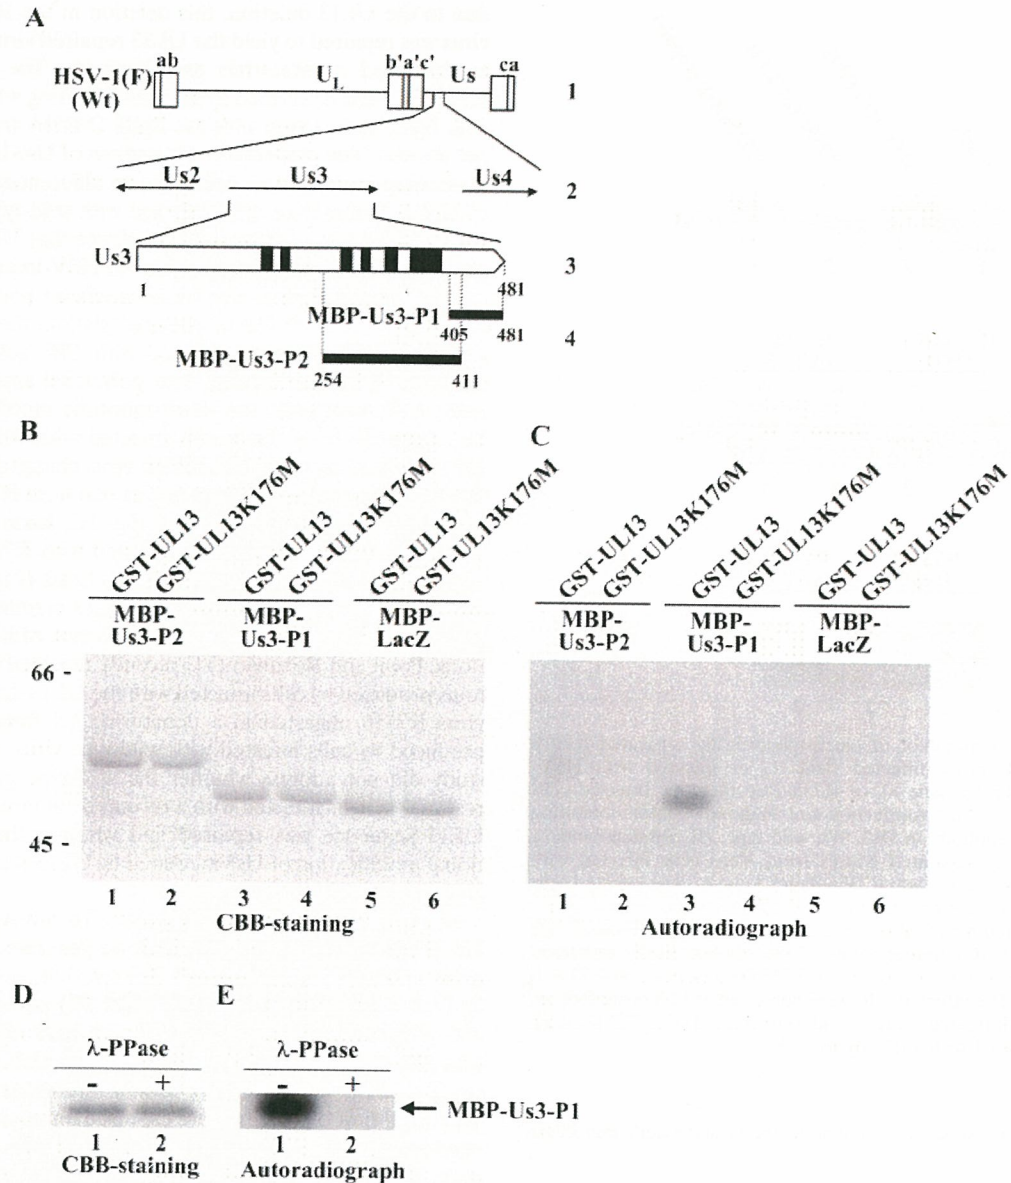 A
HSV-1(F)
(Wt)
ab
UL
b'a'c'
Us
ca
1
Us2
Us3
Us4
2
Us3
3
1
481
MBP-Us3-P1
405
481
4
MBP-Us3-P2
254
411
B
GST-UL13
GST-UL13K176M
GST-UL13
GST-UL13K176M
GST-UL13
GST-UL13K176M
MBP-
Us3-P2
MBP-
Us3-P1
MBP-
LacZ
66 -
45 -
1 2 3 4 5 6
CBB-staining
C
GST-UL13
GST-UL13K176M
GST-UL13
GST-UL13K176M
GST-UL13
GST-UL13K176M
MBP-
Us3-P2
MBP-
Us3-P1
MBP-
LacZ
1 2 3 4 5 6
Autoradiograph
D
λ-PPase
- +
1 2
CBB-staining
E
λ-PPase
- +
MBP-Us3-P1
1 2
Autoradiograph